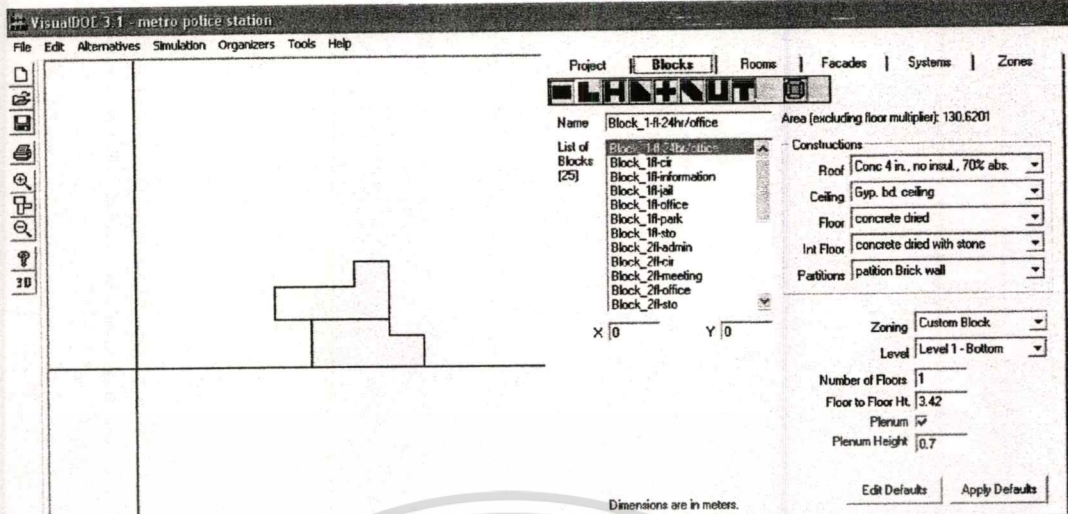 VisualDOE 3.1 - metro police station
File Edit Alternatives Simulation Organizers Tools Help
Project Blocks Rooms Facades Systems Zones
Name Block_1-fl-24hr/office
Area (excluding floor multiplier): 130.6201
List of Blocks [25]
Block_1-fl-24hr/office
Block_1fl-cir
Block_1fl-information
Block_1fl-jail
Block_1fl-office
Block_1fl-park
Block_1fl-sto
Block_2fl-admin
Block_2fl-cir
Block_2fl-meeting
Block_2fl-office
Block_2fl-sto
X 0 Y 0
Constructions
Roof Conc 4 in., no insul., 70% abs.
Ceiling Gyp. bd. ceiling
Floor concrete dried
Int Floor concrete dried with stone
Partitions patition Brick wall
Zoning Custom Block
Level Level 1 - Bottom
Number of Floors 1
Floor to Floor Ht. 3.42
Plenum
Plenum Height 0.7
Edit Defaults Apply Defaults
Dimensions are in meters.
3D